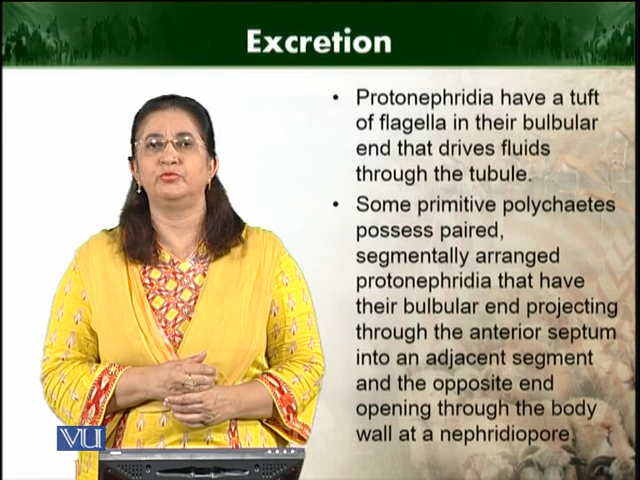 Excretion
• Protonephridia have a tuft
of flagella in their bulbular
end that drives fluids
through the tubule.
• Some primitive polychaetes
possess paired,
segmentally arranged
protonephridia that have
their bulbular end projecting
through the anterior septum
into an adjacent segment
and the opposite end
opening through the body
wall at a nephridiopore.
VU